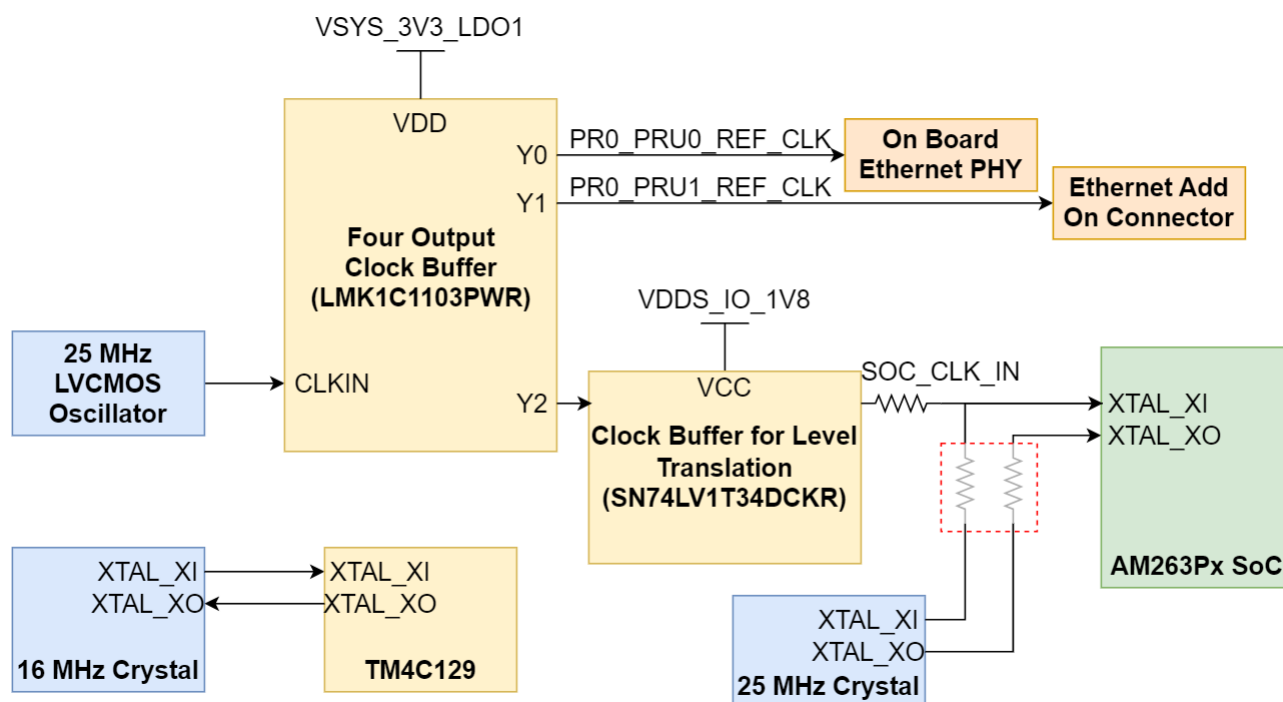 VSYS_3V3_LDO1
VDD
Y0
PR0_PRU0_REF_CLK
On Board
Ethernet PHY
Y1
PR0_PRU1_REF_CLK
Ethernet Add
On Connector
Four Output
Clock Buffer
(LMK1C1103PWR)
25 MHz
LVCMOS
Oscillator
CLKIN
Y2
VDDS_IO_1V8
VCC
Clock Buffer for Level
Translation
(SN74LV1T34DCKR)
SOC_CLK_IN
XTAL_XI
XTAL_XO
AM263Px SoC
XTAL_XI
XTAL_XO
16 MHz Crystal
XTAL_XI
XTAL_XO
TM4C129
XTAL_XI
XTAL_XO
25 MHz Crystal